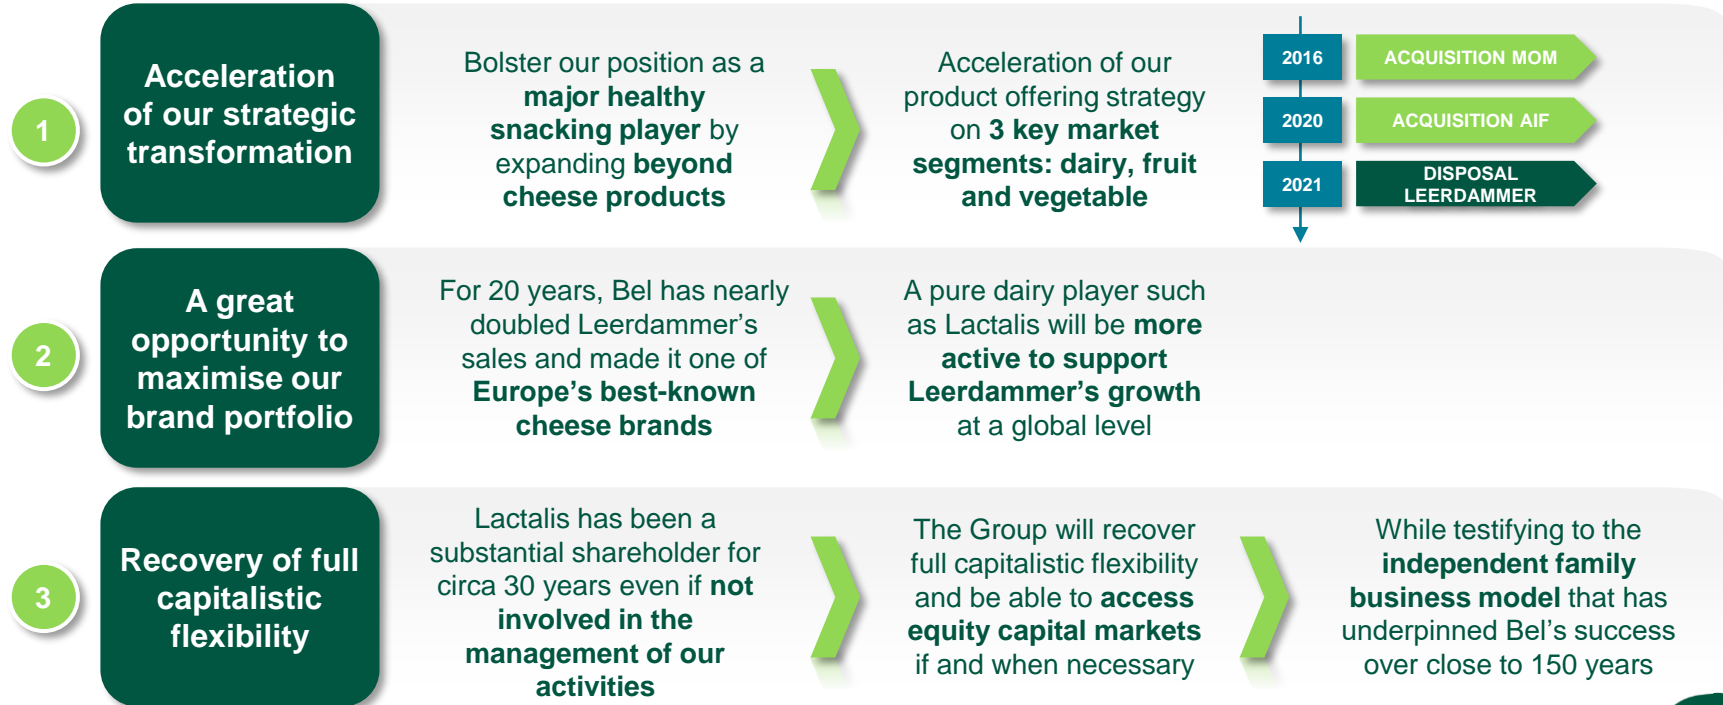 1
Acceleration
of our strategic
transformation
Bolster our position as a
major healthy
snacking player by
expanding beyond
cheese products
Acceleration of our
product offering strategy
on 3 key market
segments: dairy, fruit
and vegetable
2016
ACQUISITION MOM
2020
ACQUISITION AIF
2021
DISPOSAL
LEERDAMMER
2
A great
opportunity to
maximise our
brand portfolio
For 20 years, Bel has nearly
doubled Leerdammer’s
sales and made it one of
Europe’s best-known
cheese brands
A pure dairy player such
as Lactalis will be more
active to support
Leerdammer’s growth
at a global level
3
Recovery of full
capitalistic
flexibility
Lactalis has been a
substantial shareholder for
circa 30 years even if not
involved in the
management of our
activities
The Group will recover
full capitalistic flexibility
and be able to access
equity capital markets
if and when necessary
While testifying to the
independent family
business model that has
underpinned Bel’s success
over close to 150 years